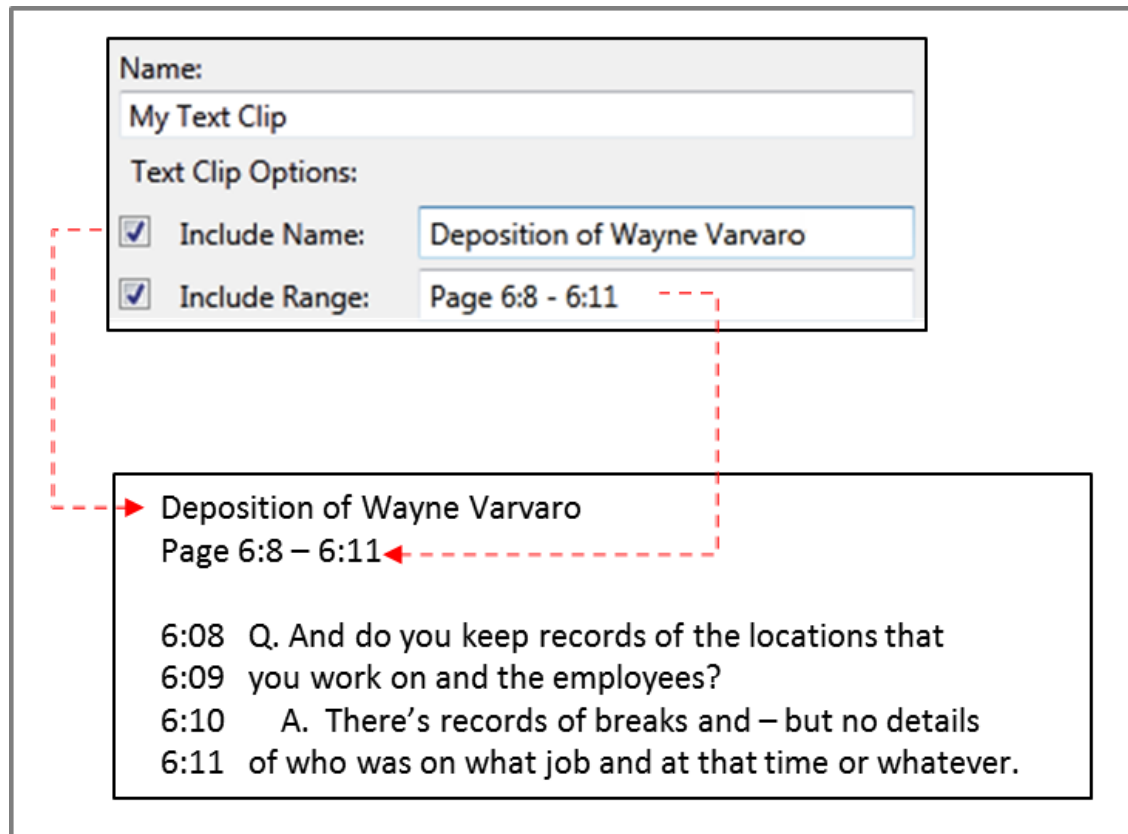 Name:
My Text Clip
Text Clip Options:
Include Name: Deposition of Wayne Varvaro
Include Range: Page 6:8 - 6:11
Deposition of Wayne Varvaro
Page 6:8 – 6:11
6:08 Q. And do you keep records of the locations that
6:09 you work on and the employees?
6:10 A. There’s records of breaks and – but no details
6:11 of who was on what job and at that time or whatever.